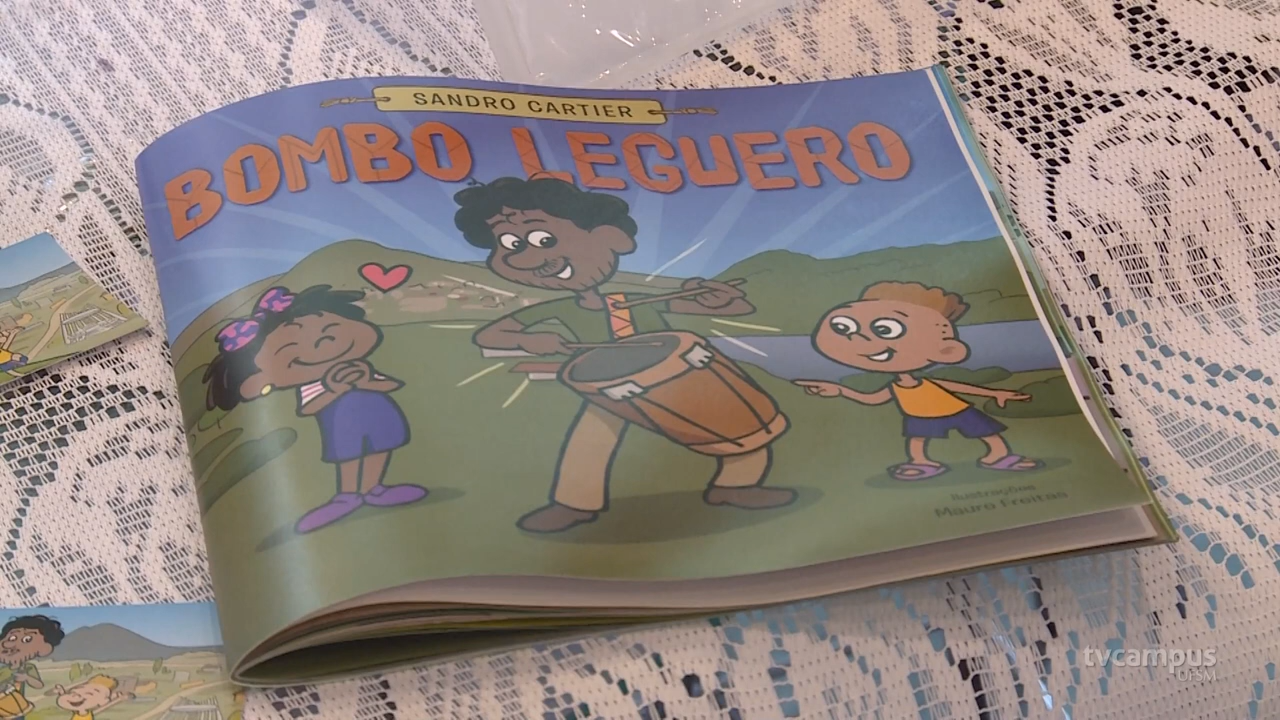 SANDRO CARTIER
BOMBO LEGUERO
Ilustrações
Mauro Freitas
tvcampus
UFSM